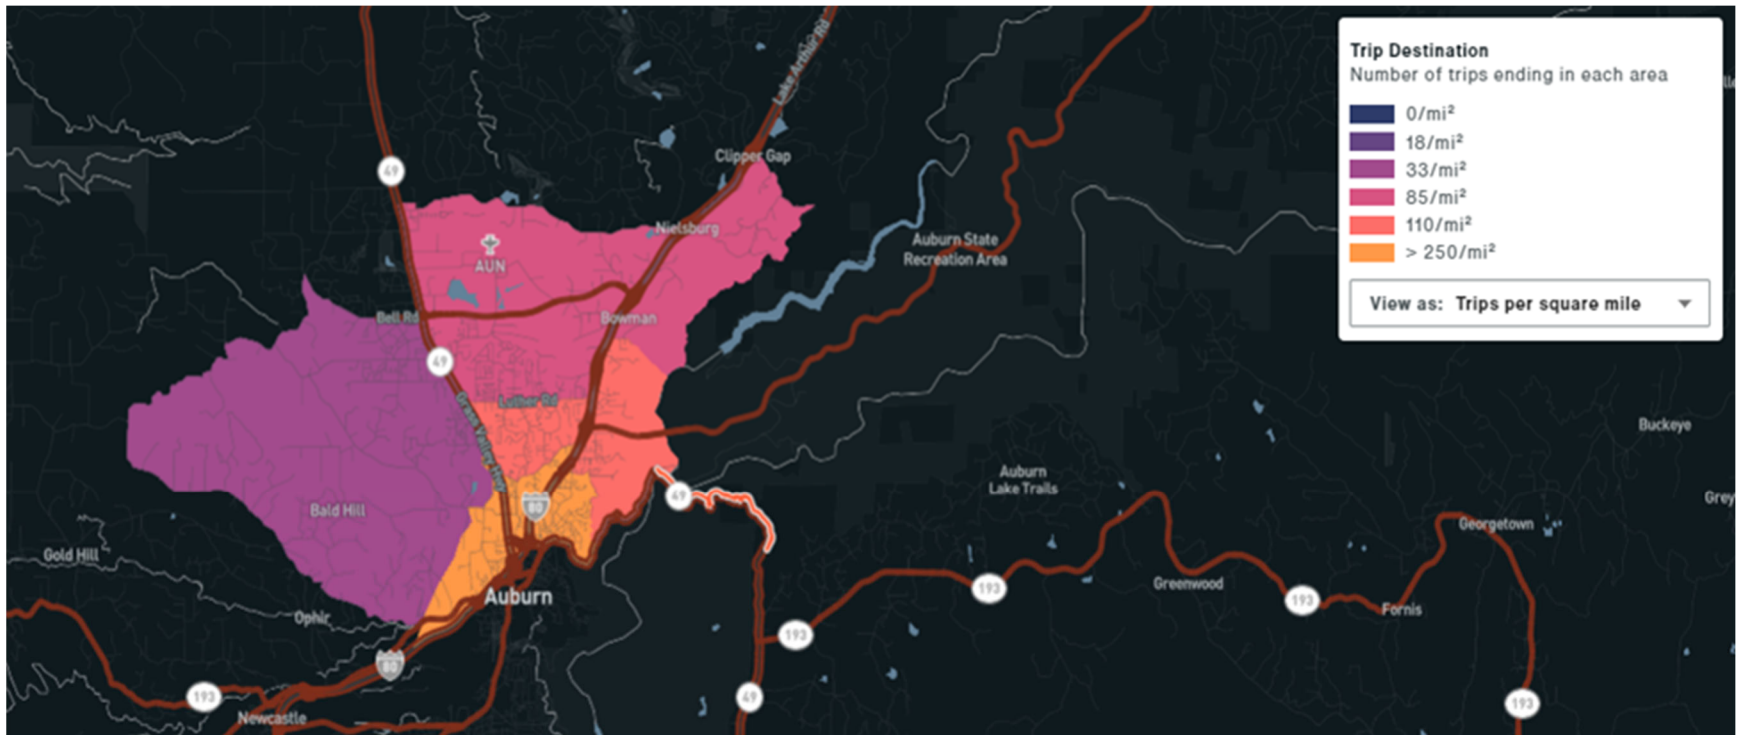 Trip Destination
Number of trips ending in each area
0/mi²
18/mi²
33/mi²
85/mi²
110/mi²
> 250/mi²
View as: Trips per square mile
Lake Arthur Rd
Clipper Gap
49
Nielsburg
AUN
Auburn State
Recreation Area
Bell Rd
Bowman
49
Grass Valley Hwy
Luther Rd
Buckeye
Auburn
Lake Trails
49
Grey
80
Bald Hill
Georgetown
Gold Hill
193
Greenwood
Auburn
193
Fornis
Ophir
193
80
193
49
193
Newcastle